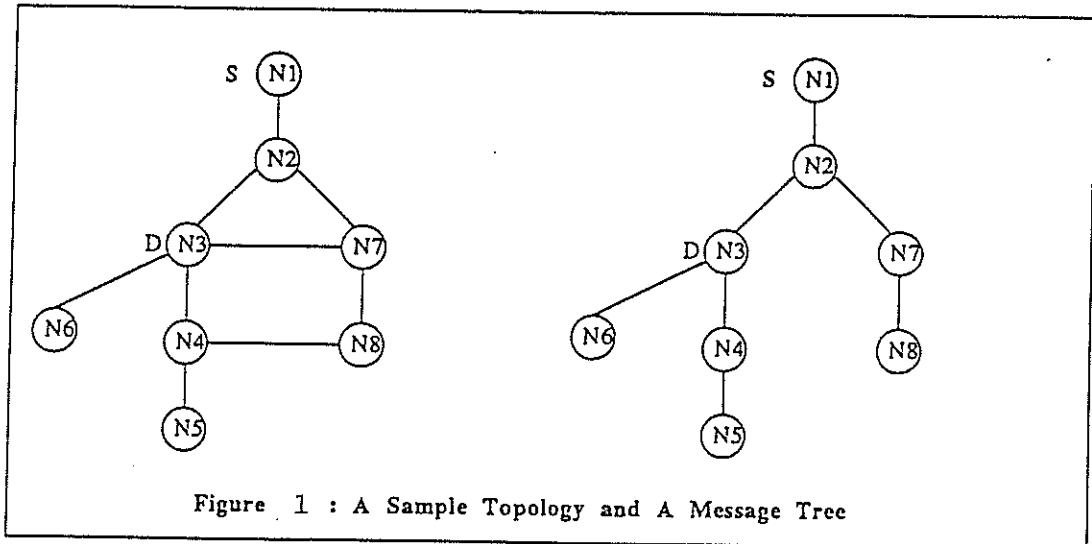 S N1
N2
D N3 N7
N6 N4 N8
N5
S N1
N2
D N3 N7
N6 N4 N8
N5
Figure 1 : A Sample Topology and A Message Tree